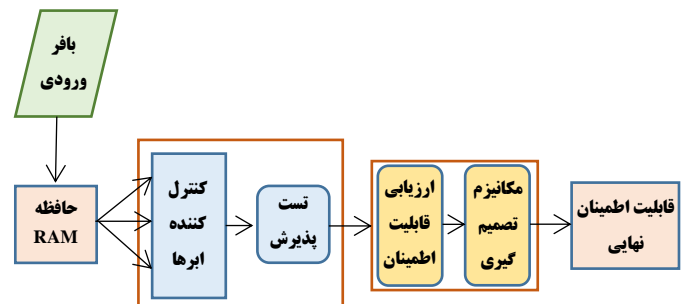 بافر
ورودی
حافظه
RAM
کنترل
کننده
ابرها
تست
پذیرش
ارزیابی
قابلیت
اطمینان
مکانیزم
تصمیم
گیری
قابلیت اطمینان
نهایی